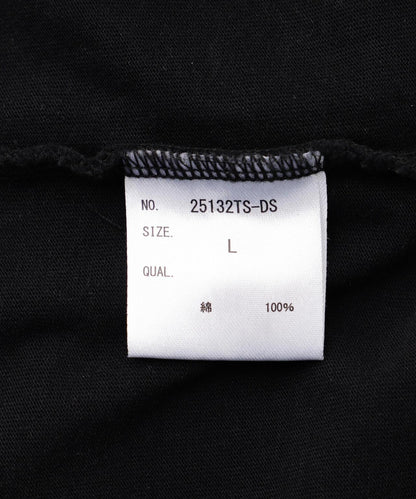 NO. 25132TS-DS
SIZE. L
QUAL.
綿 100%